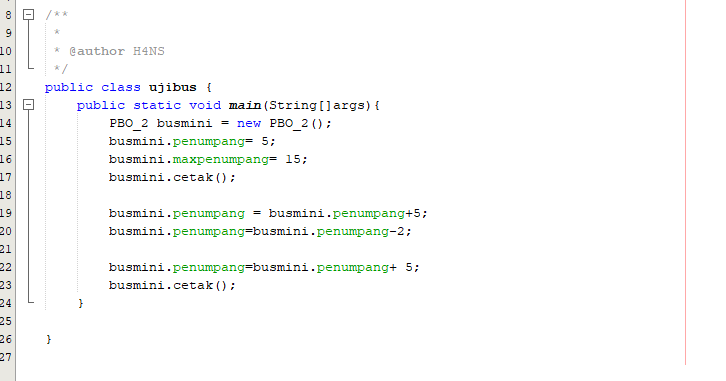 8 /**
9 *
10 * @author H4NS
11 */
12 public class ujibus {
13 public static void main(String[]args){
14 PBO_2 busmini = new PBO_2();
15 busmini.penumpang= 5;
16 busmini.maxpenumpang= 15;
17 busmini.cetak();
18
19 busmini.penumpang = busmini.penumpang+5;
20 busmini.penumpang=busmini.penumpang-2;
21
22 busmini.penumpang=busmini.penumpang+ 5;
23 busmini.cetak();
24 }
25
26 }
27